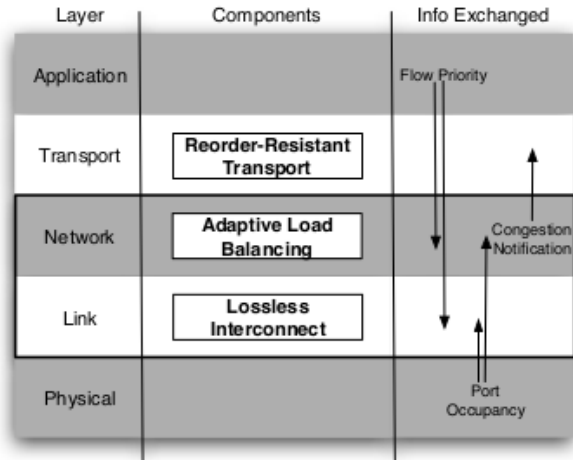 Layer Components Info Exchanged
Application Flow Priority
Transport Reorder-Resistant
Transport
Network Adaptive Load
Balancing
Congestion
Notification
Link Lossless
Interconnect
Physical Port
Occupancy